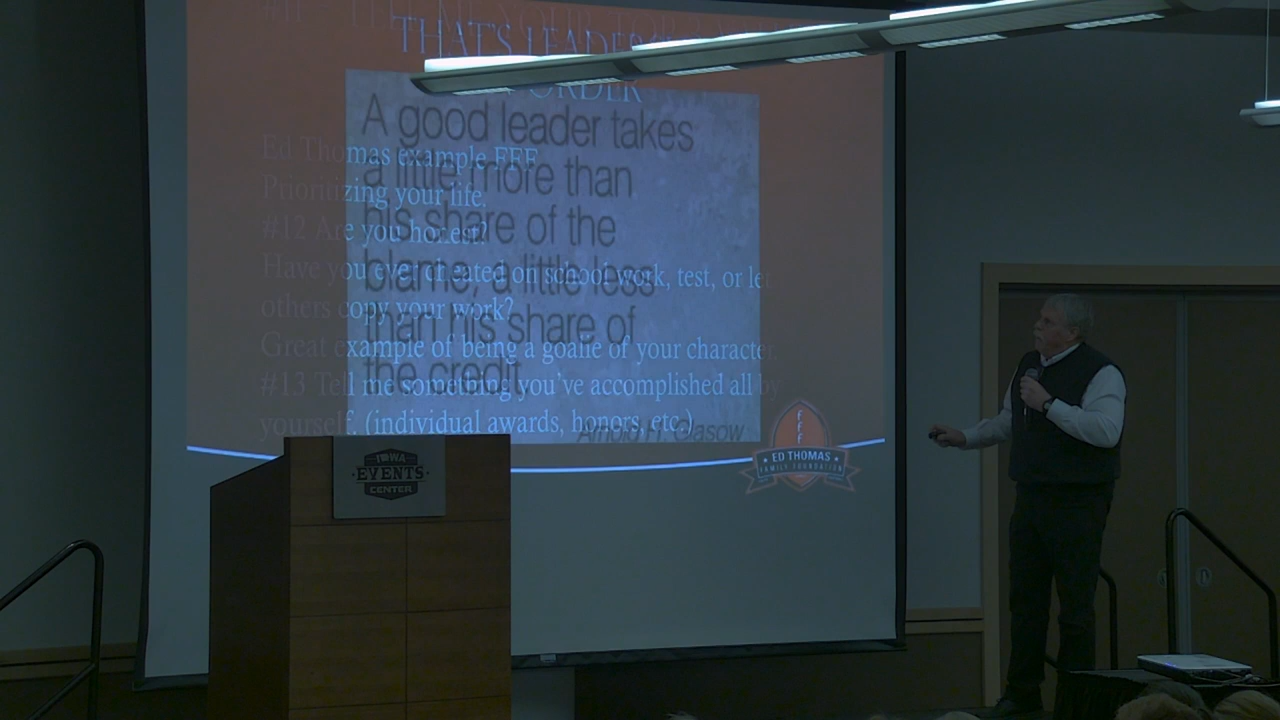 THAT'S
ORDER
A good leader takes
a little more than
his share of the
blame, a little less
than his share of
the credit
Arnold H. Glasow
Ed Thomas example FFF
Prioritizing your life.
#12 Are you honest?
Have you ever cheated on school work, test, or
others copy your work?
Great example of being a goalie of your character
#13 Tell me something you've accomplished all by
yourself. (individual awards, honors, etc.)
FFF
ED THOMAS
FAMILY FOUNDATION
IOWA
EVENTS
CENTER